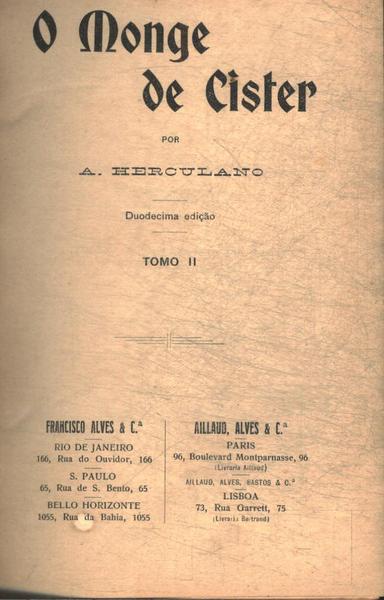 O Monge
de Cister
POR
A. HERCULANO
Duodecima edição
TOMO II
FRANCISCO ALVES & C.ª
RIO DE JANEIRO
166, Rua do Ouvidor, 166
S. PAULO
65, Rua de S. Bento, 65
BELLO HORIZONTE
1055, Rua da Bahia, 1055
AILLAUD, ALVES & C.ª
PARIS
96, Boulevard Montparnasse, 96
(Livraria Aillaud)
AILLAUD, ALVES, BASTOS & C.ª
LISBOA
73, Rua Garrett, 75
(Livraria Bertrand)